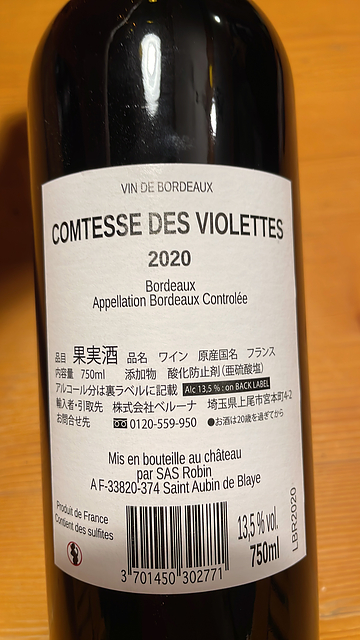 VIN DE BORDEAUX
COMTESSE DES VIOLETTES
2020
Bordeaux
Appellation Bordeaux Controlée
品目 果実酒 品名 ワイン 原産国名 フランス
内容量 750ml 添加物 酸化防止剤(亜硫酸塩)
アルコール分は裏ラベルに記載 Alc 13,5 % : on BACK LABEL
輸入者・引取先 株式会社ベルーナ 埼玉県上尾市宮本町4-2
お問合せ先 0120-559-950 ●お酒は20歳を過ぎてから
Mis en bouteille au château
par SAS Robin
A F-33820-374 Saint Aubin de Blaye
Produit de France
Contient des sulfites
13,5 % vol.
750ml
LBR2020
3 701450 302771